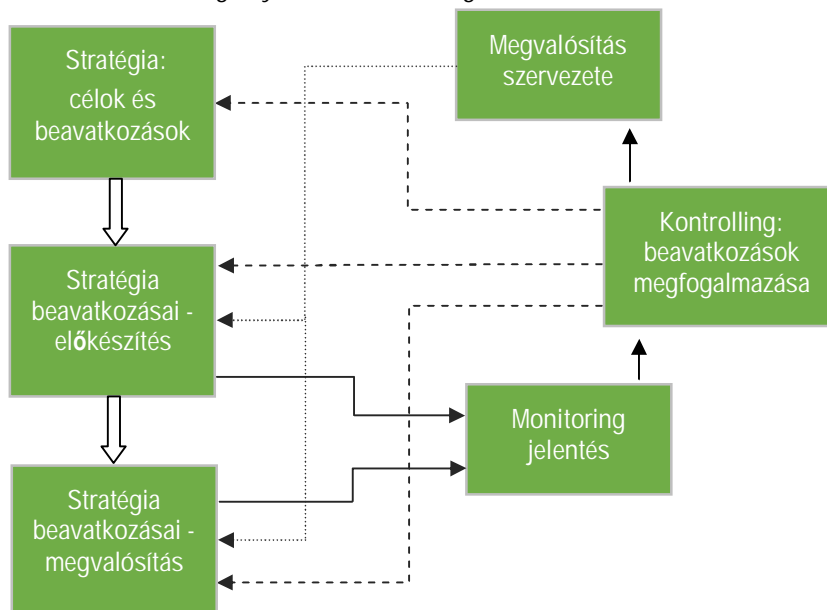 Stratégia:
célok és
beavatkozások
Megvalósítás
szervezete
Kontrolling:
beavatkozások
megfogalmazása
Stratégia
beavatkozásai -
előkészítés
Monitoring
jelentés
Stratégia
beavatkozásai -
megvalósítás